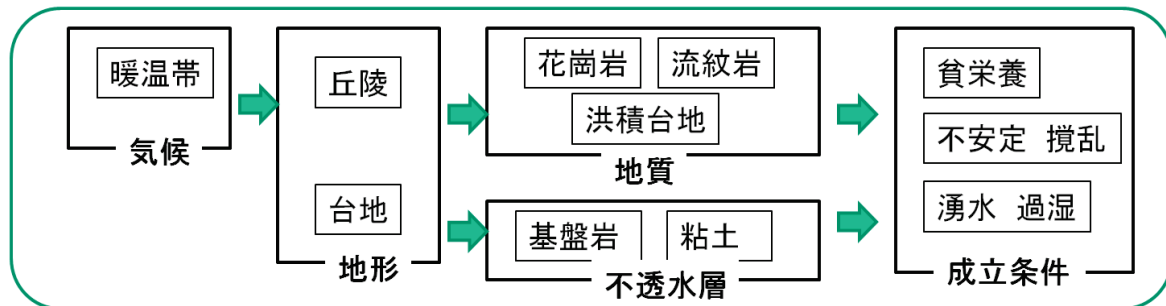 暖温帯
気候
丘陵
台地
地形
花崗岩 流紋岩
洪積台地
地質
基盤岩 粘土
不透水層
貧栄養
不安定 撹乱
湧水 過湿
成立条件